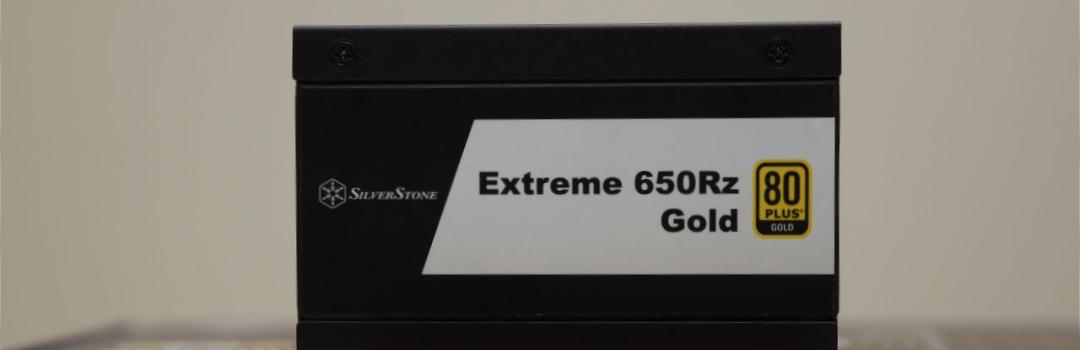 SILVERSTONE
Extreme 650Rz
Gold
80
PLUS®
GOLD